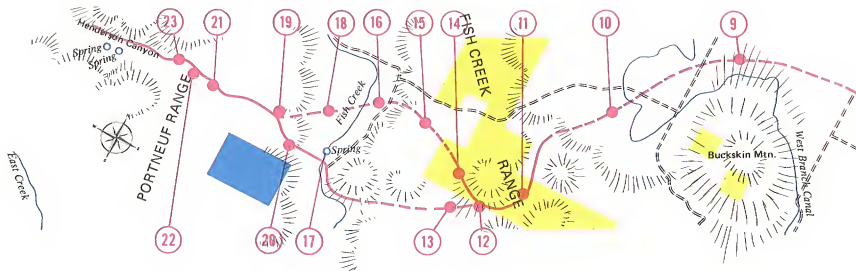 23
21
19
18
16
15
14
11
10
9
Henderson Canyon
Spring
Spring
PORTNEUF RANGE
Fish Creek
FISH CREEK
RANGE
Spring
Buckskin Mtn.
West Branch Canal
East Creek
22
20
17
13
12